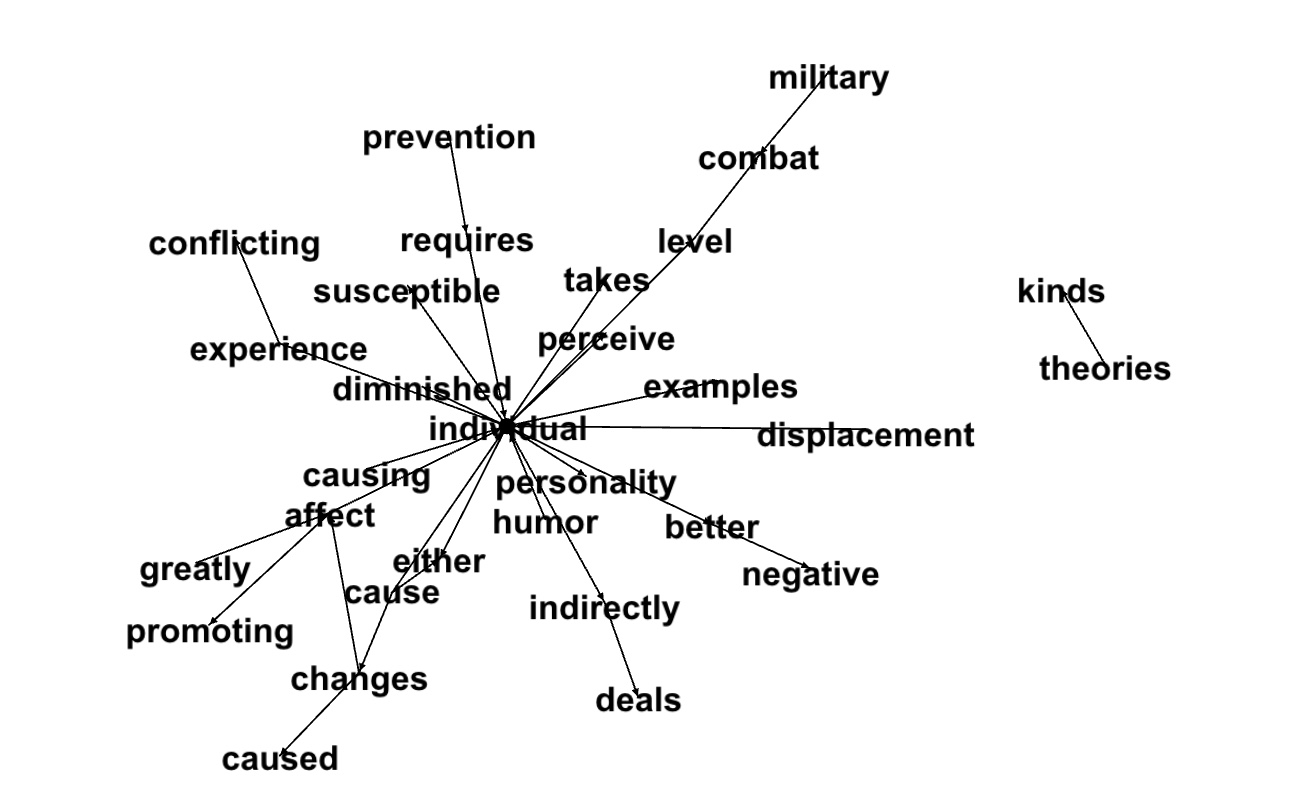 military
prevention
combat
conflicting
requires
level
takes
susceptible
kinds
perceive
experience
theories
diminished
examples
individual
displacement
causing
personality
affect
humor
better
either
greatly
negative
cause
indirectly
promoting
changes
deals
caused